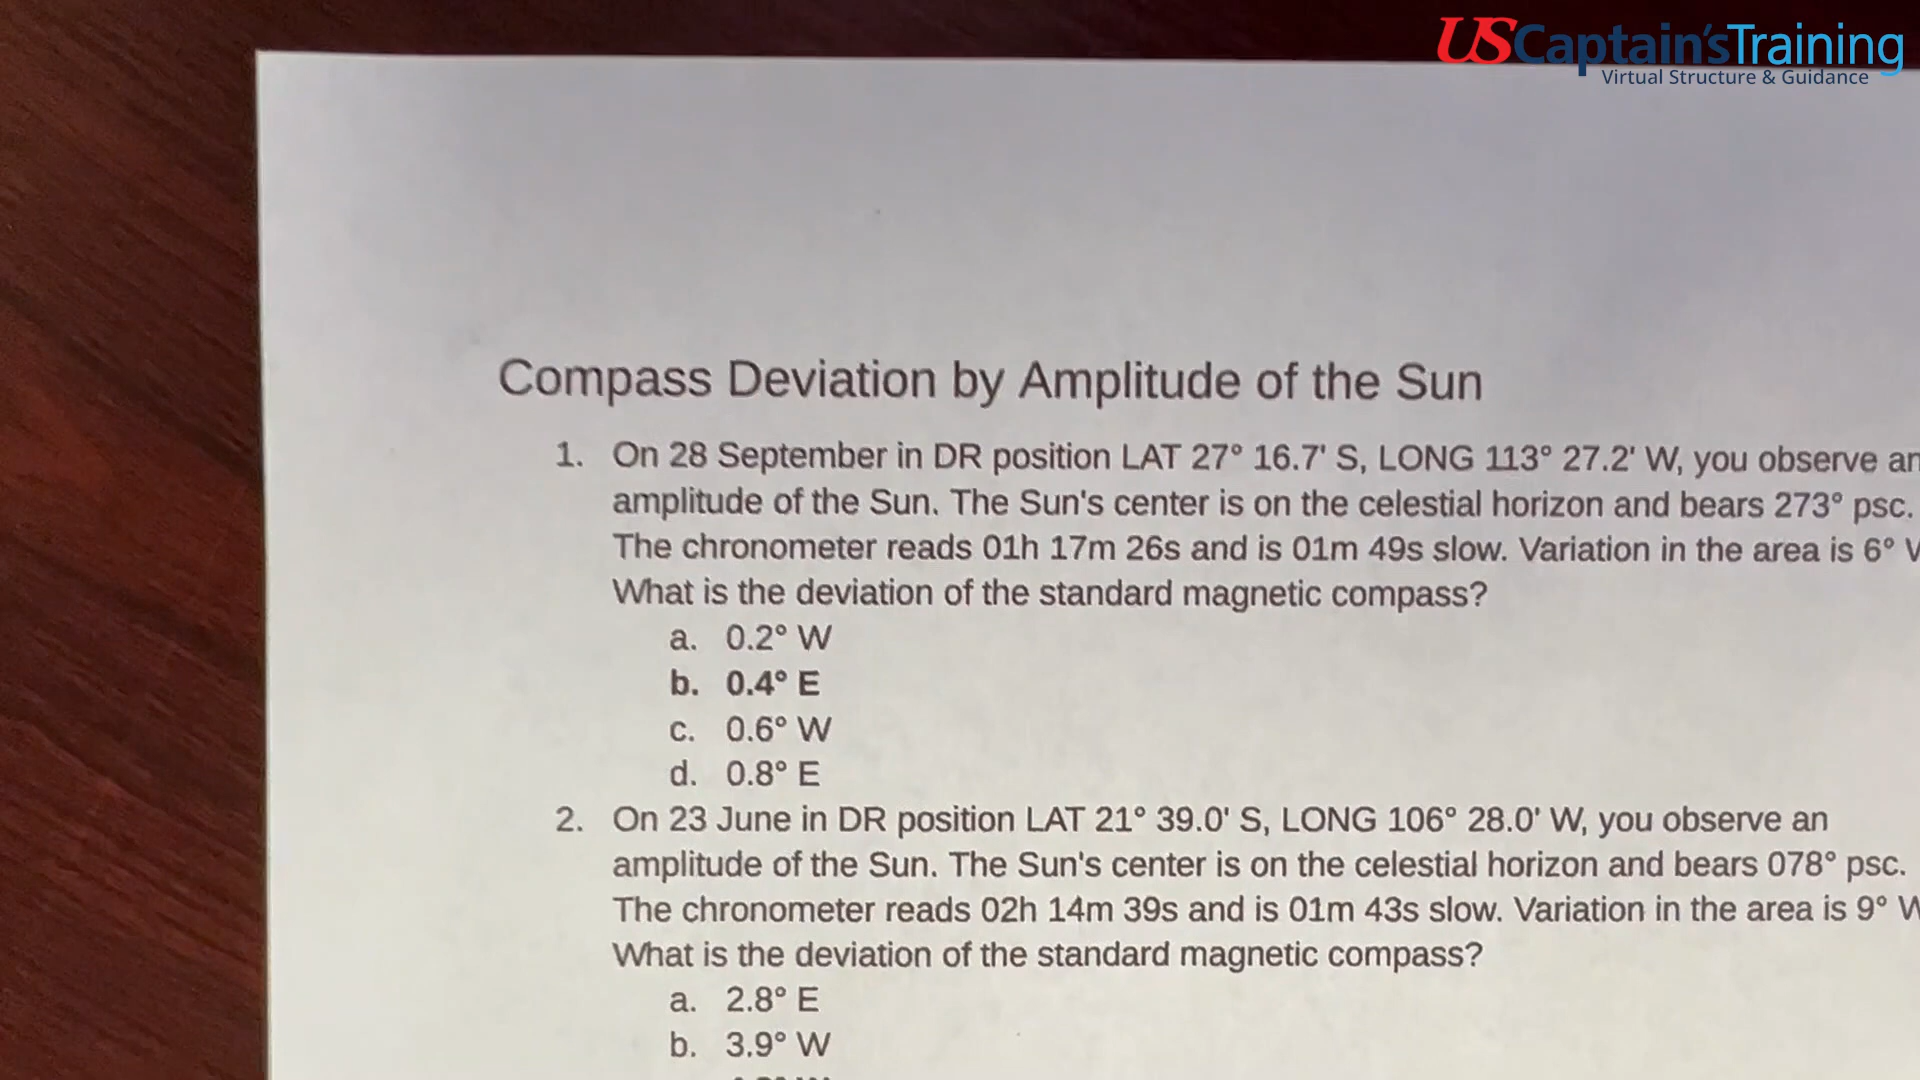 USCaptain'sTraining
Virtual Structure & Guidance
Compass Deviation by Amplitude of the Sun
1. On 28 September in DR position LAT 27° 16.7' S, LONG 113° 27.2' W, you observe an
amplitude of the Sun. The Sun's center is on the celestial horizon and bears 273° psc.
The chronometer reads 01h 17m 26s and is 01m 49s slow. Variation in the area is 6°
What is the deviation of the standard magnetic compass?
a. 0.2° W
b. 0.4° E
c. 0.6° W
d. 0.8° E
2. On 23 June in DR position LAT 21° 39.0' S, LONG 106° 28.0' W, you observe an
amplitude of the Sun. The Sun's center is on the celestial horizon and bears 078° psc.
The chronometer reads 02h 14m 39s and is 01m 43s slow. Variation in the area is 9° W
What is the deviation of the standard magnetic compass?
a. 2.8° E
b. 3.9° W